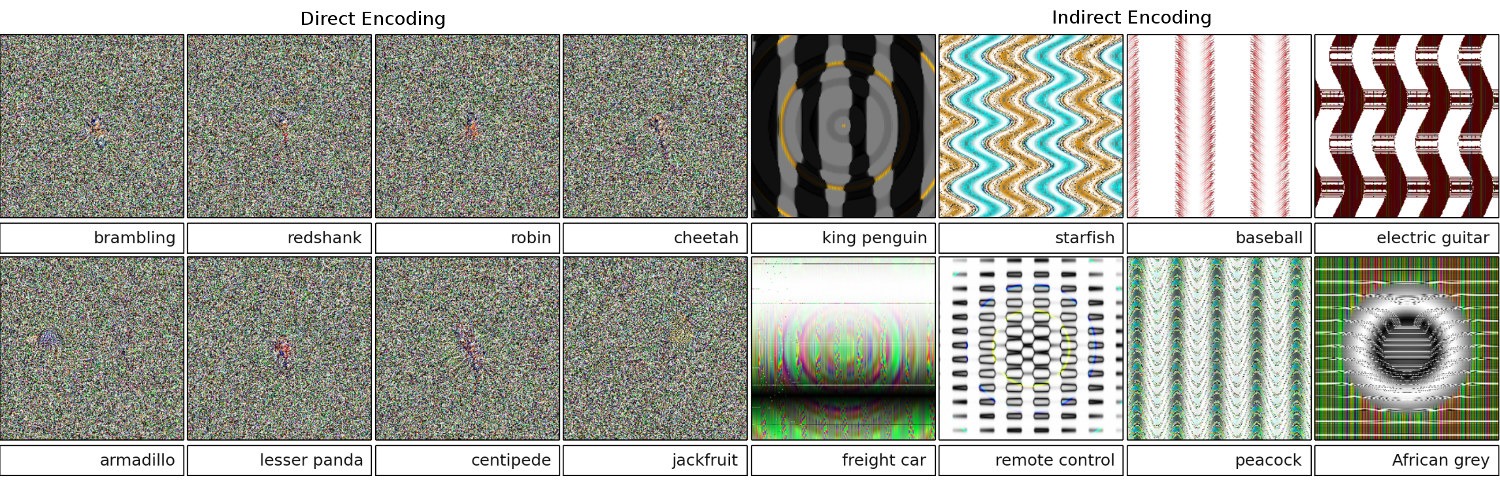 Direct Encoding Indirect Encoding
brambling redshank robin cheetah king penguin starfish baseball electric guitar
armadillo lesser panda centipede jackfruit freight car remote control peacock African grey